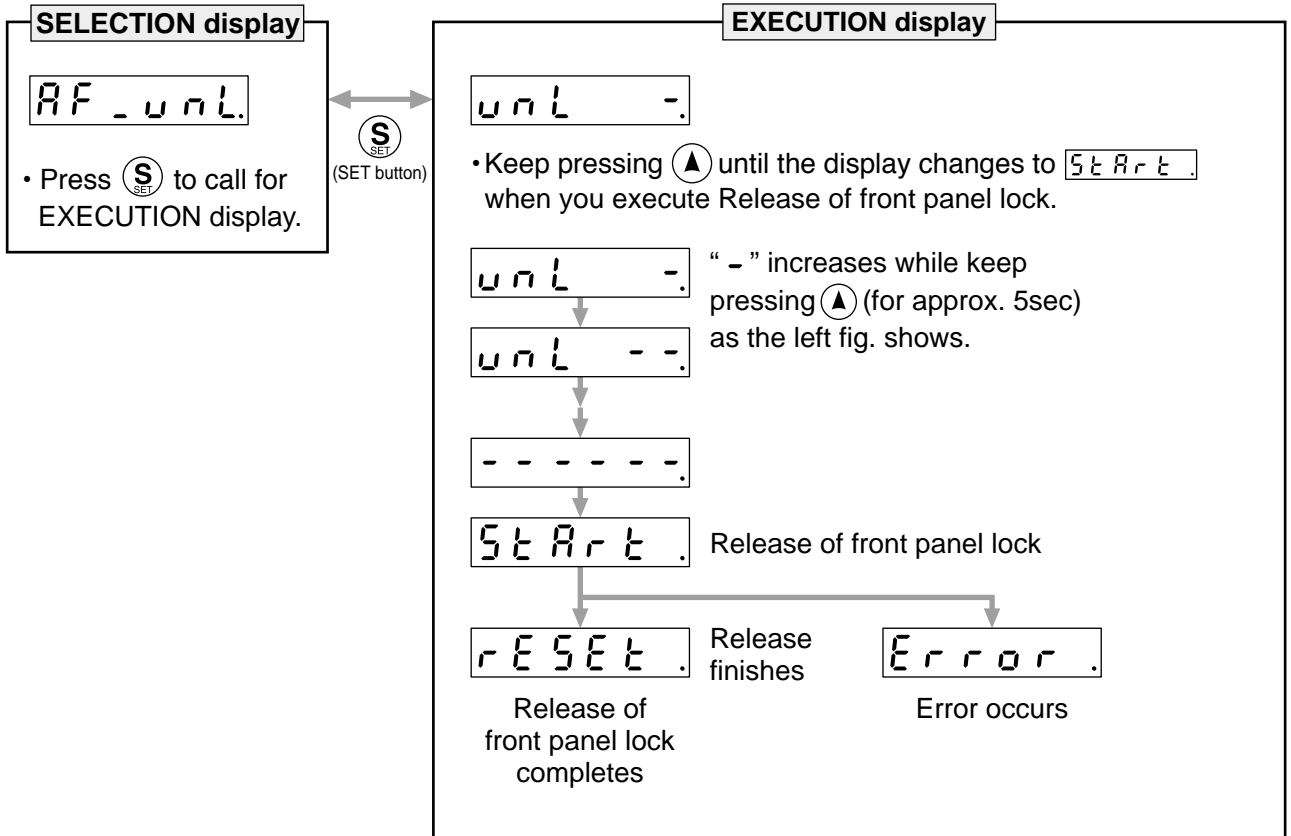 SELECTION display
AF_unL.
• Press S SET to call for
EXECUTION display.
S SET
(SET button)
EXECUTION display
unL -.
• Keep pressing ▲ until the display changes to StArt .
when you execute Release of front panel lock.
unL -.
“ - ” increases while keep
pressing ▲ (for approx. 5sec)
as the left fig. shows.
unL - -.
- - - - - -.
StArt .
Release of front panel lock
rESEt .
Release
finishes
Error .
Release of
front panel lock
completes
Error occurs